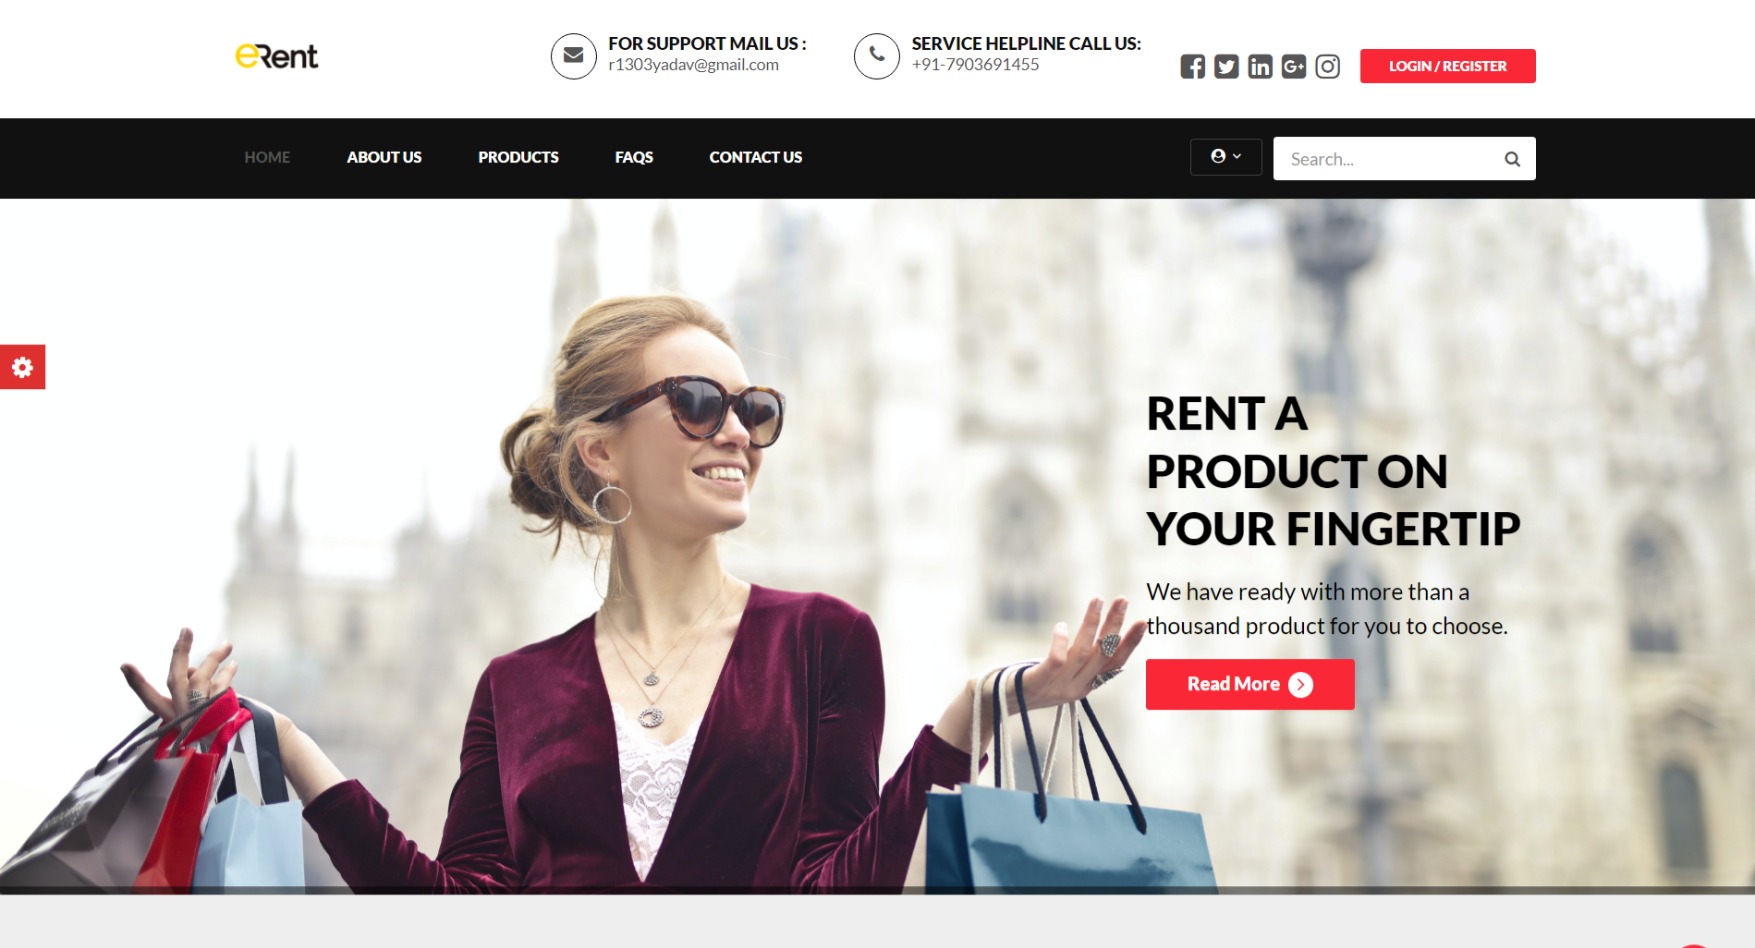 eRent
FOR SUPPORT MAIL US :
r1303yadav@gmail.com
SERVICE HELPLINE CALL US:
+91-7903691455
LOGIN / REGISTER
HOME
ABOUT US
PRODUCTS
FAQS
CONTACT US
Search...
RENT A
PRODUCT ON
YOUR FINGERTIP
We have ready with more than a
thousand product for you to choose.
Read More